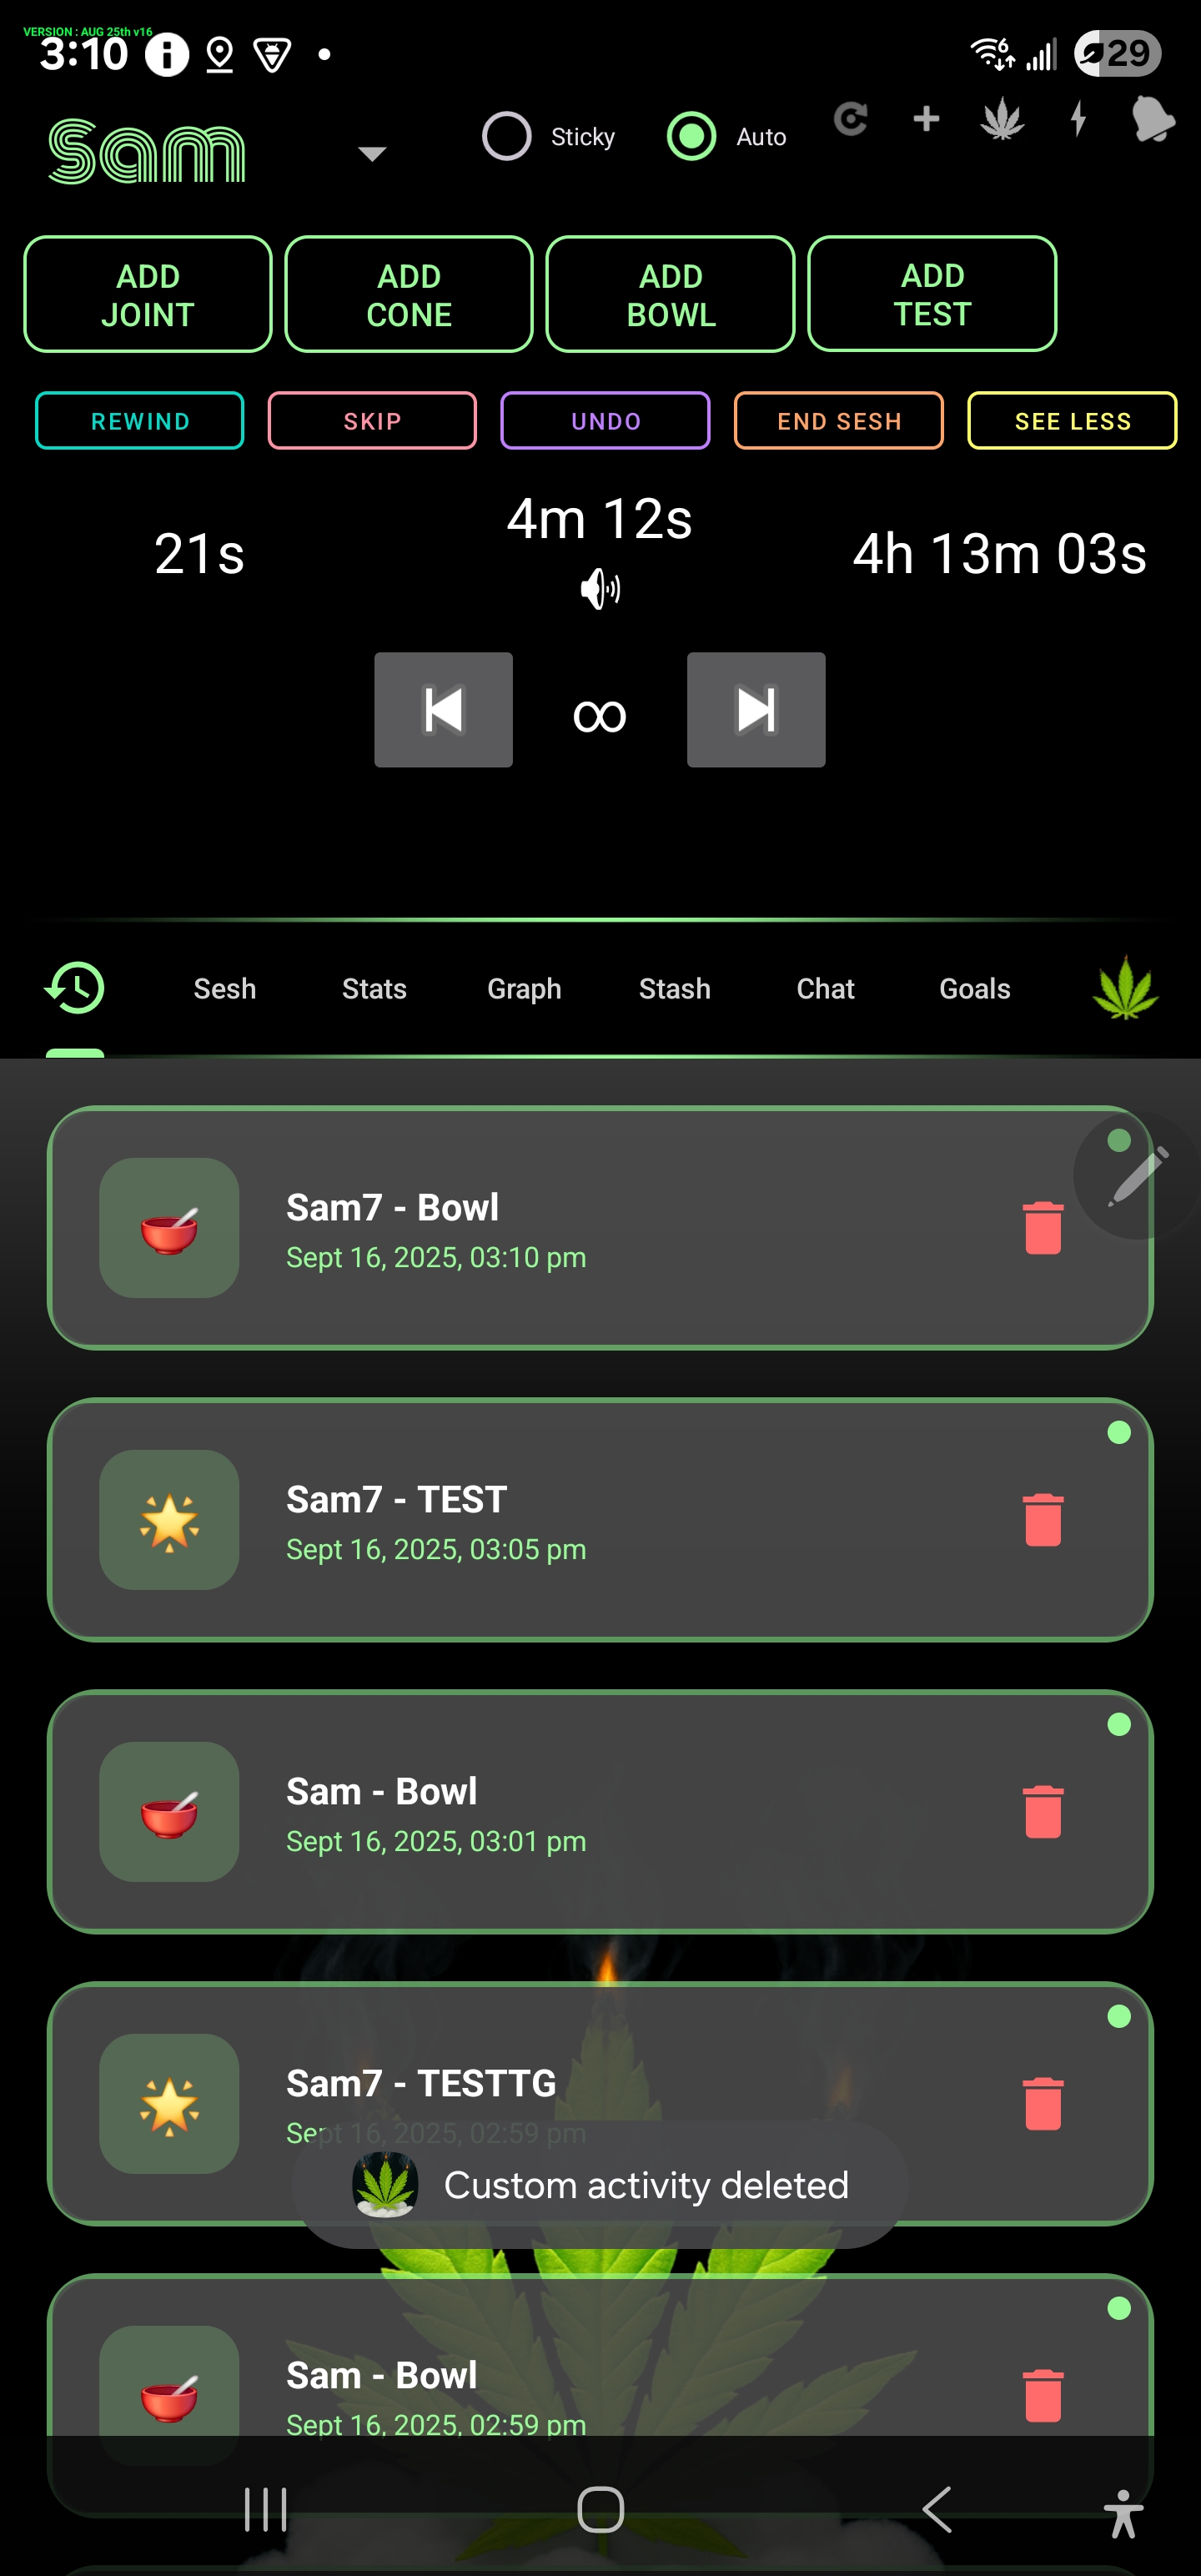 VERSION : AUG 25th v16
3:10
6
29
Sam
Sticky
Auto
ADD
JOINT
ADD
CONE
ADD
BOWL
ADD
TEST
REWIND
SKIP
UNDO
END SESH
SEE LESS
21s
4m 12s
4h 13m 03s
∞
Sesh
Stats
Graph
Stash
Chat
Goals
Sam7 - Bowl
Sept 16, 2025, 03:10 pm
Sam7 - TEST
Sept 16, 2025, 03:05 pm
Sam - Bowl
Sept 16, 2025, 03:01 pm
Sam7 - TESTTG
Sept 16, 2025, 02:59 pm
Custom activity deleted
Sam - Bowl
Sept 16, 2025, 02:59 pm